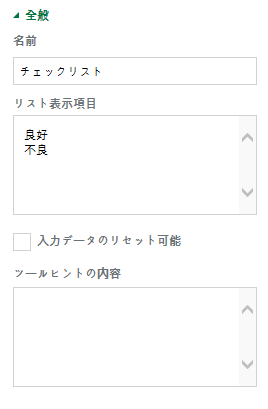 全般
名前
チェックリスト
リスト表示項目
良好
不良
入力データのリセット可能
ツールヒントの内容